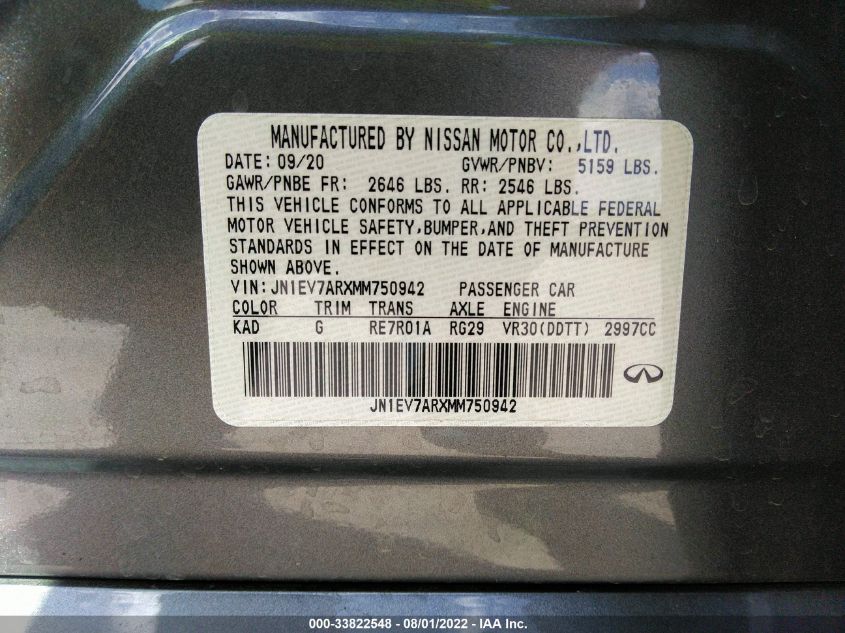 MANUFACTURED BY NISSAN MOTOR CO.,LTD.
DATE: 09/20 GVWR/PNBV: 5159 LBS.
GAWR/PNBE FR: 2646 LBS. RR: 2546 LBS.
THIS VEHICLE CONFORMS TO ALL APPLICABLE FEDERAL
MOTOR VEHICLE SAFETY,BUMPER,AND THEFT PREVENTION
STANDARDS IN EFFECT ON THE DATE OF MANUFACTURE
SHOWN ABOVE.
VIN:JN1EV7ARXMM750942 PASSENGER CAR
COLOR TRIM TRANS AXLE ENGINE
KAD G RE7R01A RG29 VR30(DDTT) 2997CC
JN1EV7ARXMM750942
000-33822548 - 08/01/2022 - IAA Inc.